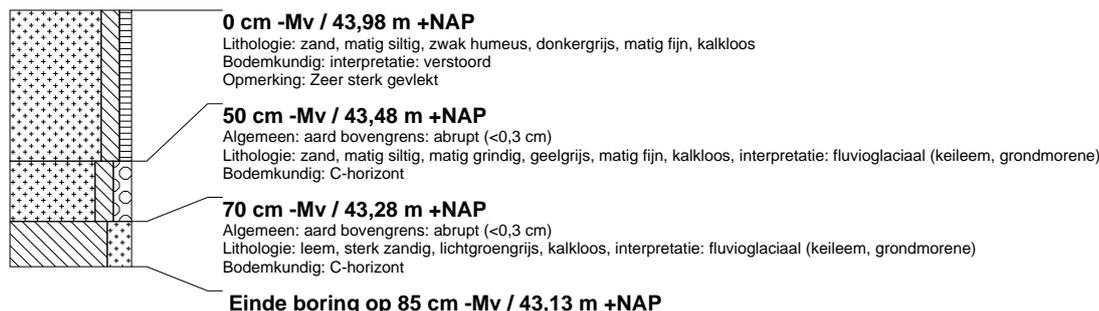 0 cm -Mv / 43,98 m +NAP
Lithologie: zand, matig siltig, zwak humeus, donkergrijs, matig fijn, kalkloos
Bodemkundig: interpretatie: verstoord
Opmerking: Zeer sterk gevlekt
50 cm -Mv / 43,48 m +NAP
Algemeen: aard bovengrens: abrupt (<0,3 cm)
Lithologie: zand, matig siltig, matig grindig, geelgrijs, matig fijn, kalkloos, interpretatie: fluvioglaciaal (keileem, grondmorene)
Bodemkundig: C-horizont
70 cm -Mv / 43,28 m +NAP
Algemeen: aard bovengrens: abrupt (<0,3 cm)
Lithologie: leem, sterk zandig, lichtgroengrijs, kalkloos, interpretatie: fluvioglaciaal (keileem, grondmorene)
Bodemkundig: C-horizont
Einde boring op 85 cm -Mv / 43,13 m +NAP